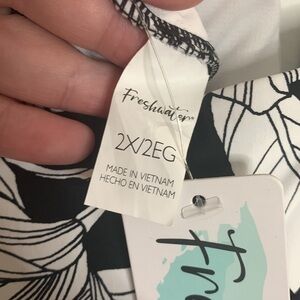 Freshwater®
2X/2EG
MADE IN VIETNAM
HECHO EN VIETNAM